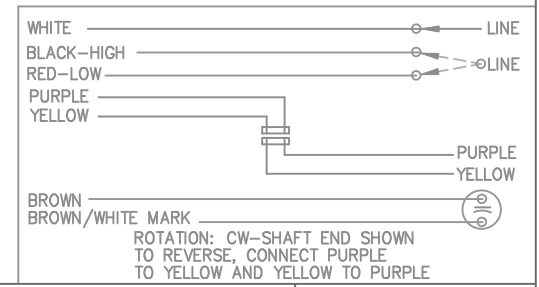 WHITE LINE
BLACK-HIGH
RED-LOW LINE
PURPLE
YELLOW
PURPLE
YELLOW
BROWN
BROWN/WHITE MARK
ROTATION: CW-SHAFT END SHOWN
TO REVERSE, CONNECT PURPLE
TO YELLOW AND YELLOW TO PURPLE